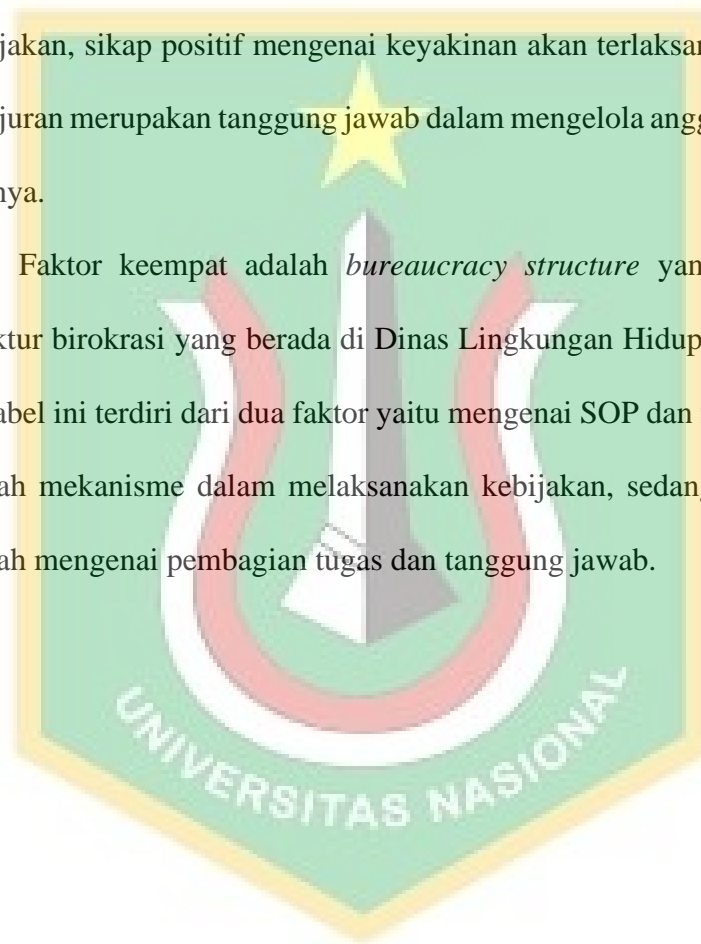 jakan, sikap positif mengenai keyakinan akan terlaksan
juran merupakan tanggung jawab dalam mengelola angg
nya.
Faktor keempat adalah bureaucracy structure yan
ktur birokrasi yang berada di Dinas Lingkungan Hidup
abel ini terdiri dari dua faktor yaitu mengenai SOP dan
ah mekanisme dalam melaksanakan kebijakan, sedang
ah mengenai pembagian tugas dan tanggung jawab.
UNIVERSITAS NASIONAL